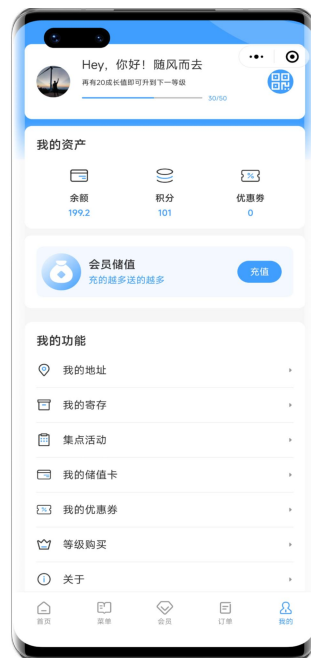 Hey，你好！随风而去
再有20成长值即可升到下一等级
30/50
我的资产
余额 积分 优惠券
199.2 101 0
会员储值
充的越多送的越多
充值
我的功能
我的地址
我的寄存
集点活动
我的储值卡
我的优惠券
等级购买
关于
首页 菜单 会员 订单 我的